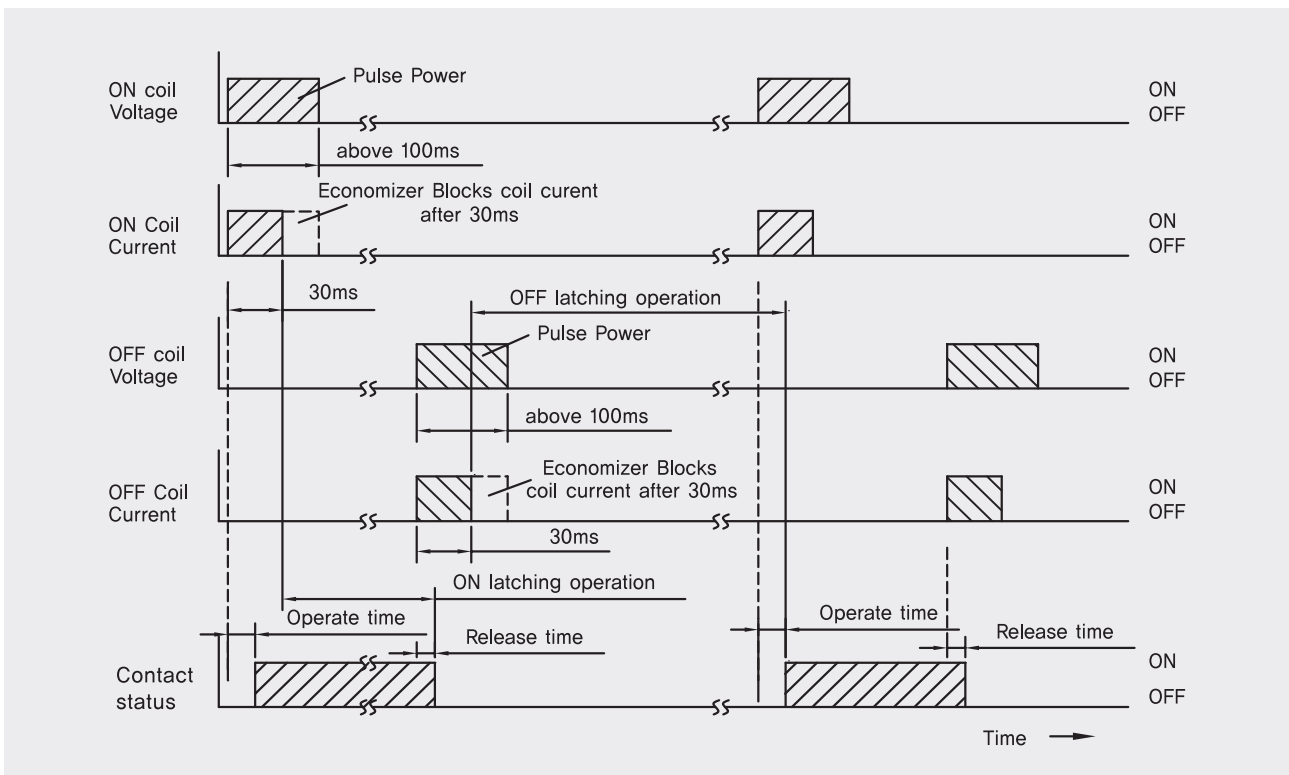 ON coil
Voltage
Pulse Power
ON
OFF
above 100ms
Economizer Blocks coil curent
after 30ms
ON Coil
Current
ON
OFF
30ms
OFF latching operation
Pulse Power
OFF coil
Voltage
ON
OFF
above 100ms
Economizer Blocks
coil current after 30ms
OFF Coil
Current
ON
OFF
30ms
ON latching operation
Operate time
Release time
Operate time
Release time
Contact
status
ON
OFF
Time